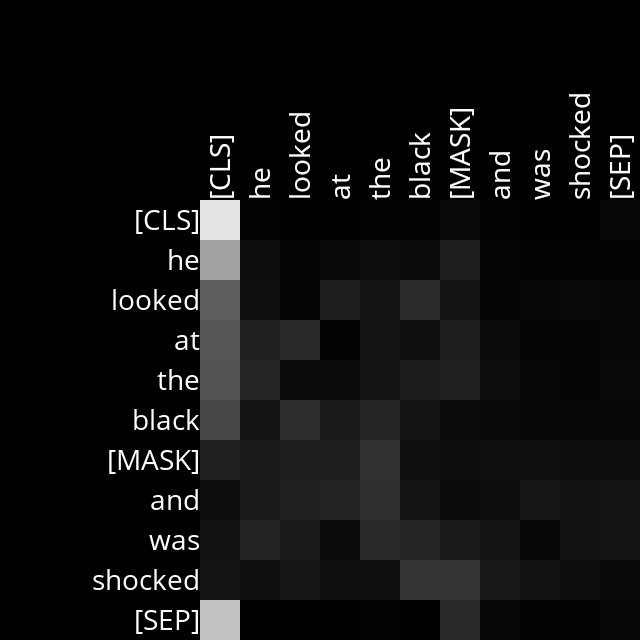 [CLS] he looked at the black [MASK] and was shocked [SEP]
[CLS]
he
looked
at
the
black
[MASK]
and
was
shocked
[SEP]